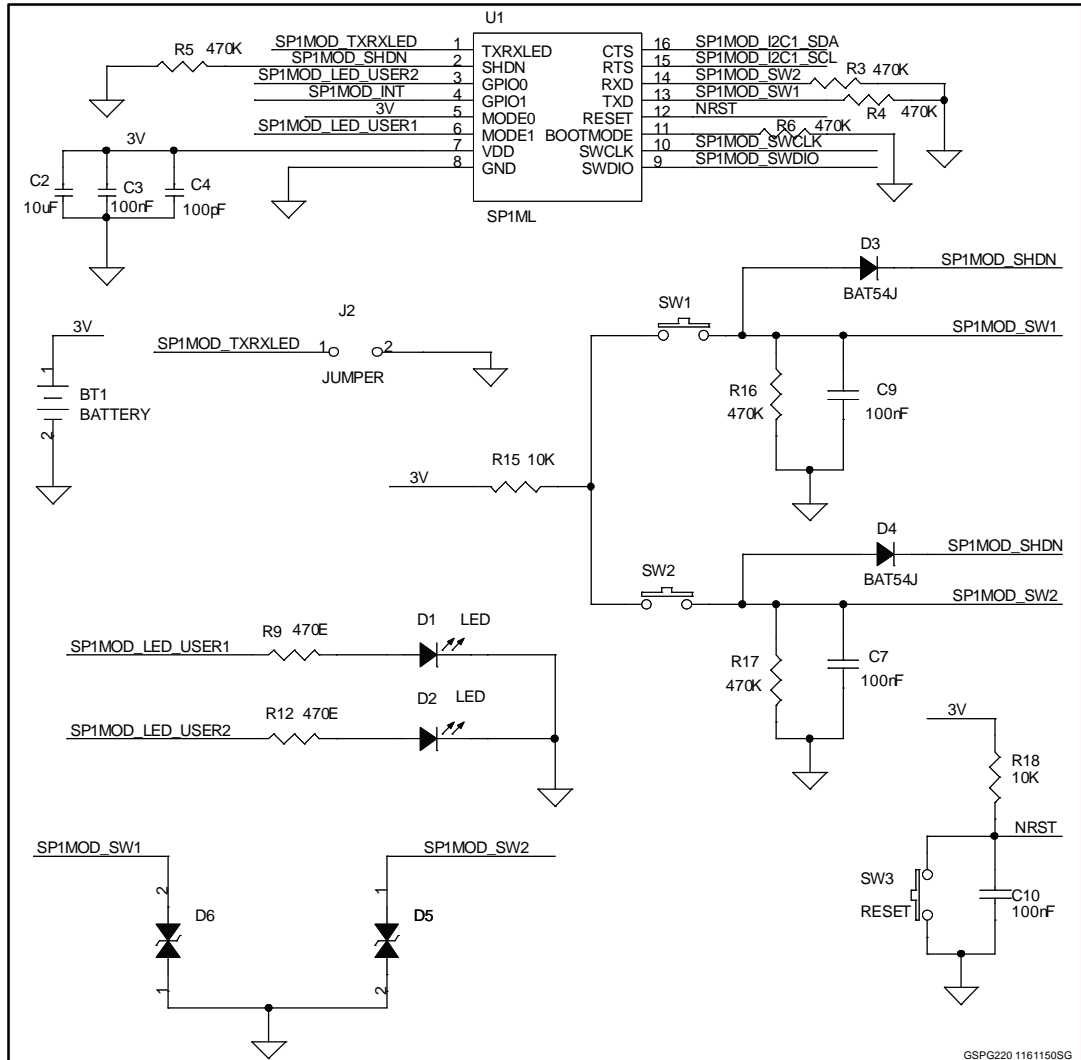 U1
SP1MOD_TXRXLED 1 TXRXLED CTS 16 SP1MOD_I2C1_SDA
R5 470K SP1MOD_SHDN 2 SHDN RTS 15 SP1MOD_I2C1_SCL
SP1MOD_LED_USER2 3 GPIO0 RXD 14 SP1MOD_SW2 R3 470K
SP1MOD_INT 4 GPIO1 TXD 13 SP1MOD_SW1 R4 470K
3V 5 MODE0 RESET 12 NRST
SP1MOD_LED_USER1 6 MODE1 BOOTMODE 11 R6 470K
3V 7 VDD SWCLK 10 SP1MOD_SWCLK
8 GND SWDIO 9 SP1MOD_SWDIO
SP1ML
C2 10uF
C3 100nF
C4 100pF
D3
SP1MOD_SHDN
BAT54J
SW1
SP1MOD_SW1
R16 470K
C9 100nF
3V
1
BT1
BATTERY
2
J2
SP1MOD_TXRXLED 1 2
JUMPER
R15 10K
3V
D4
SP1MOD_SHDN
BAT54J
SW2
SP1MOD_SW2
R17 470K
C7 100nF
SP1MOD_LED_USER1 R9 470E D1 LED
SP1MOD_LED_USER2 R12 470E D2 LED
3V
R18 10K
NRST
SW3
RESET
C10 100nF
SP1MOD_SW1
2
D6
1
SP1MOD_SW2
1
D5
2
GSPG220 1161150SG